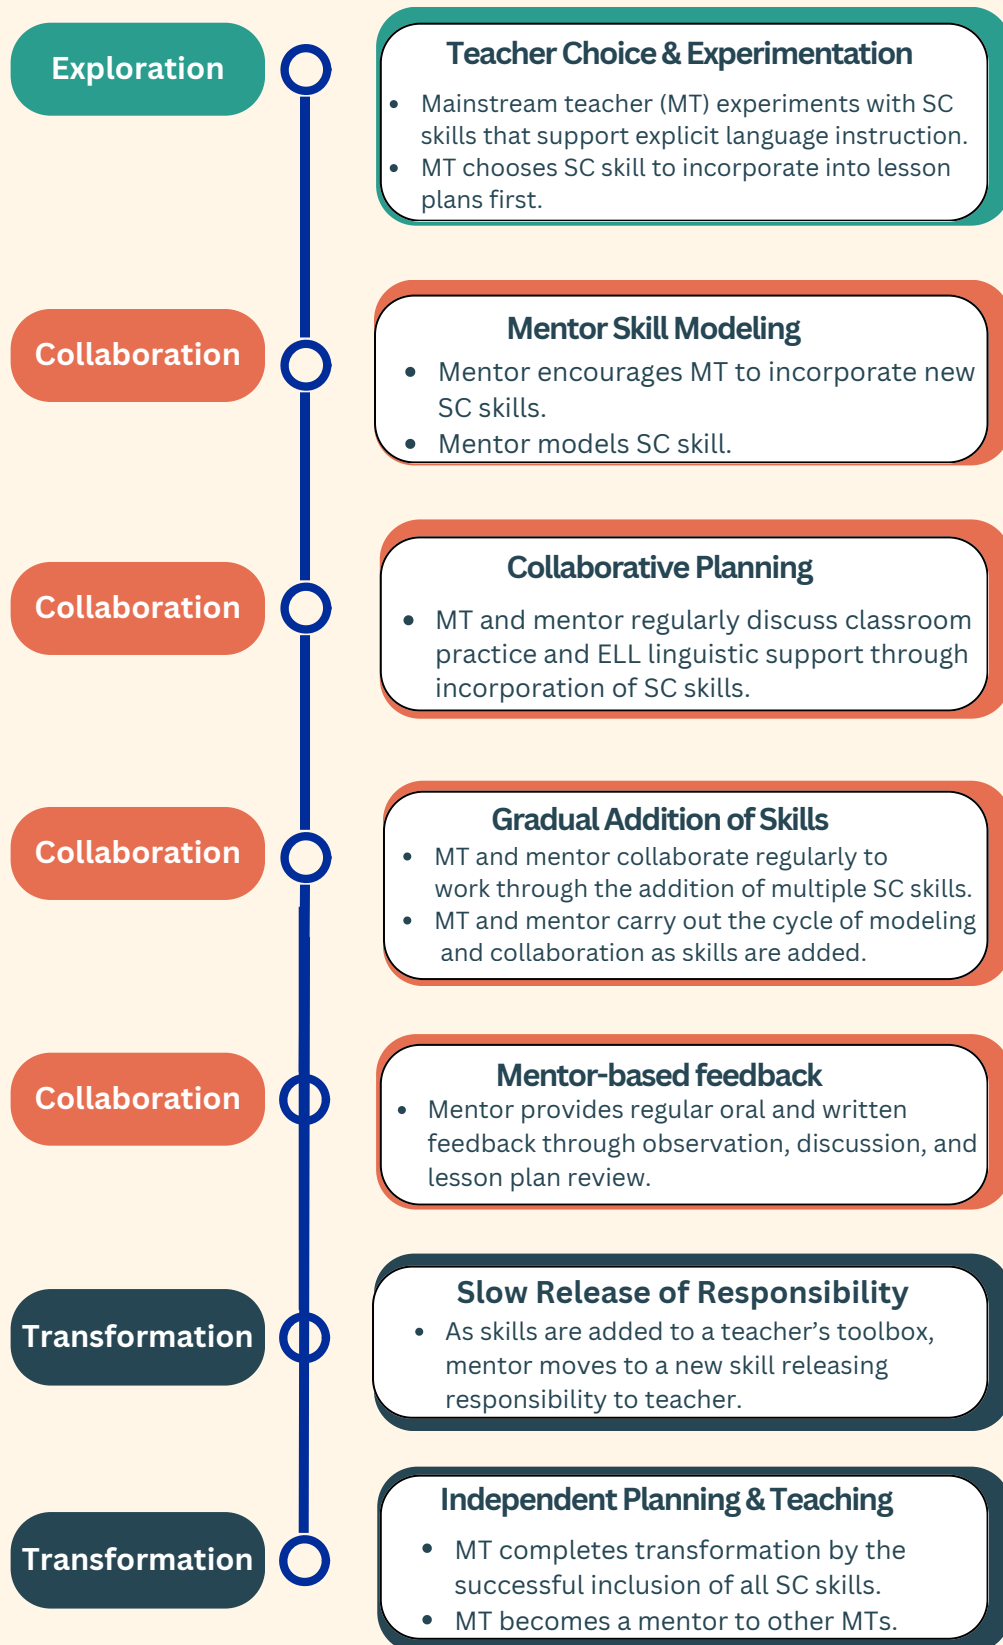 Exploration
Teacher Choice & Experimentation
• Mainstream teacher (MT) experiments with SC
skills that support explicit language instruction.
• MT chooses SC skill to incorporate into lesson
plans first.
Collaboration
Mentor Skill Modeling
• Mentor encourages MT to incorporate new
SC skills.
• Mentor models SC skill.
Collaboration
Collaborative Planning
• MT and mentor regularly discuss classroom
practice and ELL linguistic support through
incorporation of SC skills.
Collaboration
Gradual Addition of Skills
• MT and mentor collaborate regularly to
work through the addition of multiple SC skills.
• MT and mentor carry out the cycle of modeling
and collaboration as skills are added.
Collaboration
Mentor-based feedback
• Mentor provides regular oral and written
feedback through observation, discussion, and
lesson plan review.
Transformation
Slow Release of Responsibility
• As skills are added to a teacher’s toolbox,
mentor moves to a new skill releasing
responsibility to teacher.
Transformation
Independent Planning & Teaching
• MT completes transformation by the
successful inclusion of all SC skills.
• MT becomes a mentor to other MTs.